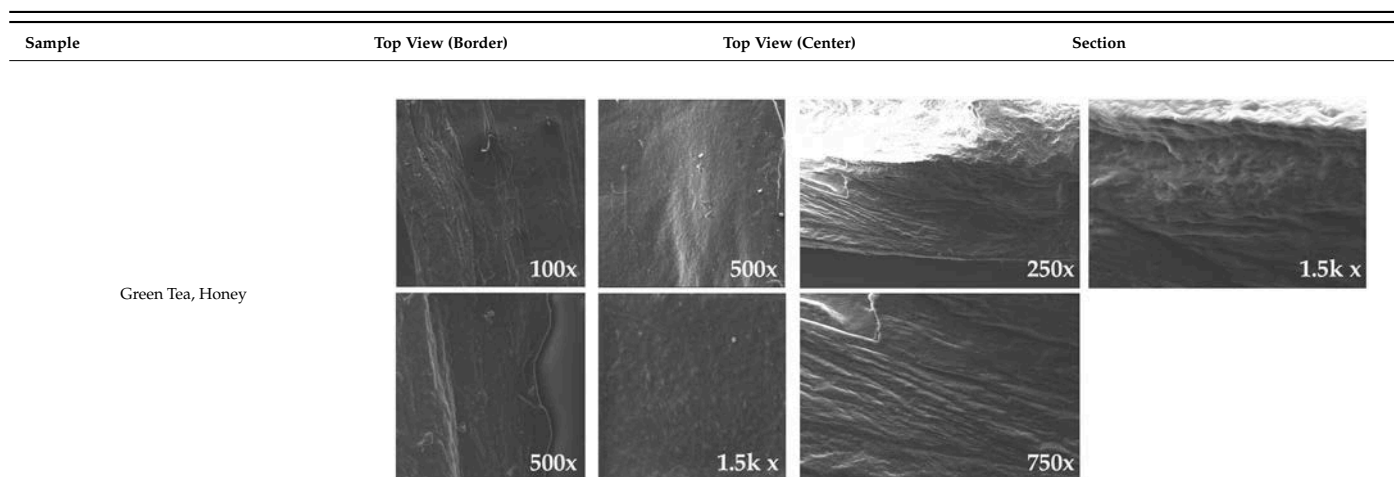 Sample Top View (Border) Top View (Center) Section
100x 500x 250x 1.5k x
Green Tea, Honey
500x 1.5k x 750x